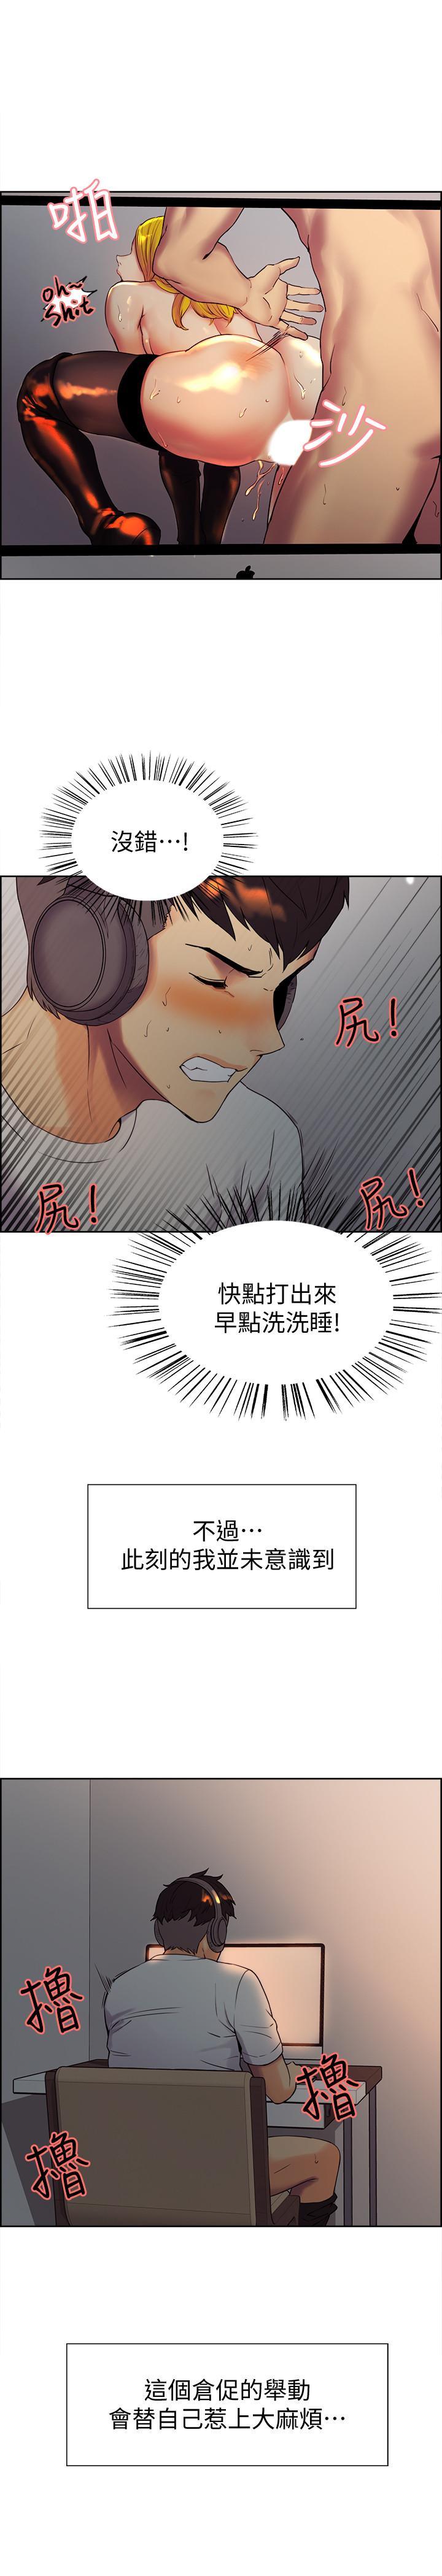 啪
oh~
shit
沙
沒錯⋯!
尻!
尻!
尻!
快點打出來
早點洗洗睡!
不過⋯
此刻的我並未意識到
擼
擼
擼
這個倉促的舉動
會替自己惹上大麻煩⋯